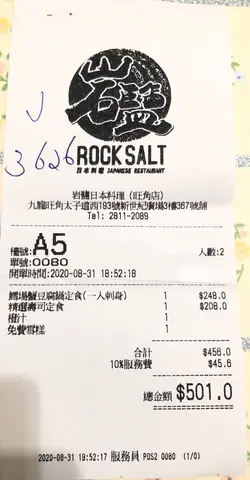 岩鹽
ROCK SALT
日本料理 JAPANESE RESTAURANT
3626
岩鹽日本料理 (旺角店)
九龍旺角太子道西193號新世紀廣場3樓367號舖
Tel: 2811-2089
檯號:A5 人數:2
單號:0080
開單時間:2020-08-31 18:52:18
鱈場蟹豆腐鍋定食(一人刺身) 1 $248.0
精選壽司定食 1 $208.0
橙汁 1
免費雪糕 1
合計 $456.0
10%服務費 $45.6
總金額 $501.0
2020-08-31 19:52:17 服務員 POS2 0080 (1/0)